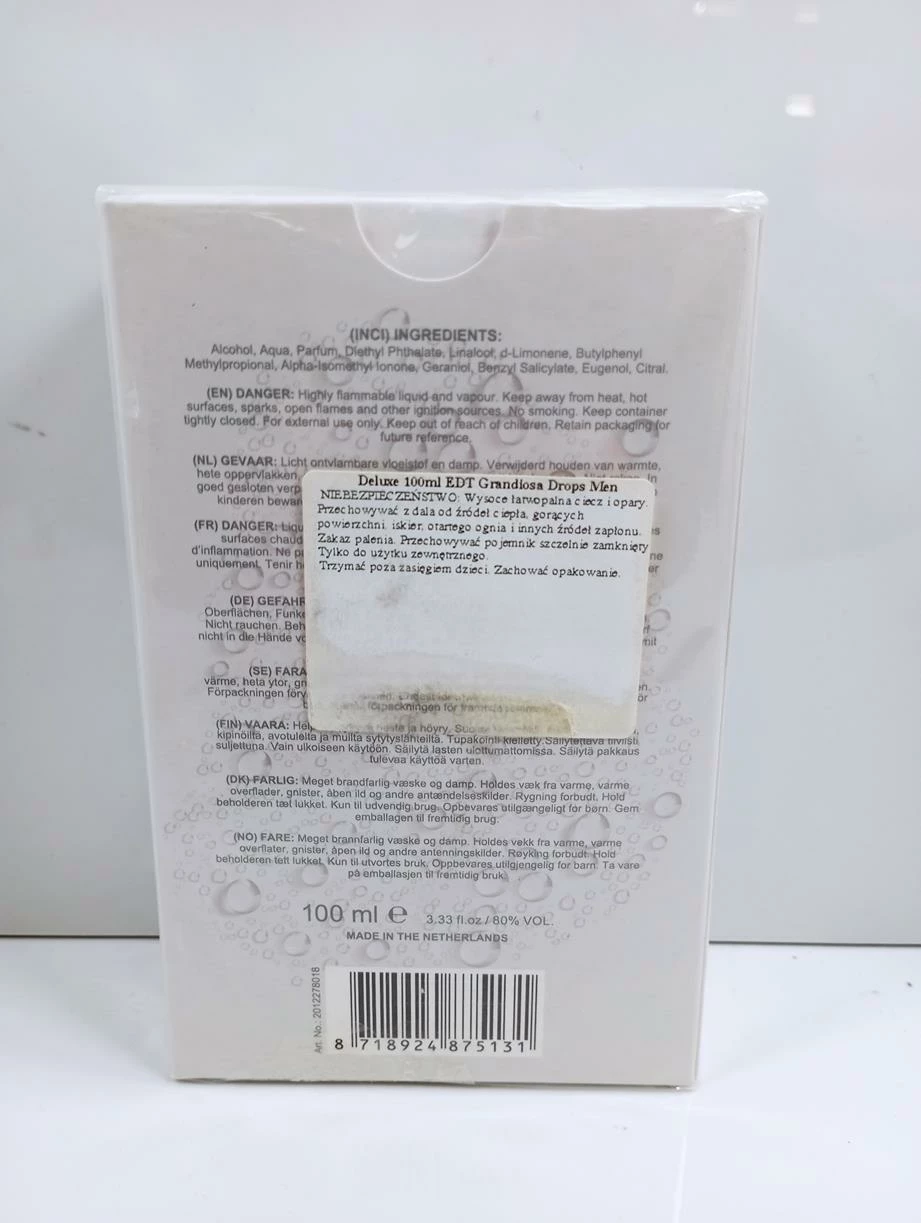 (INCI) INGREDIENTS:
Alcohol, Aqua, Parfum, Diethyl Phthalate, Linalool, d-Limonene, Butylphenyl
Methylpropional, Alpha-Isomethyl Ionone, Geraniol, Benzyl Salicylate, Eugenol, Citral.
(EN) DANGER: Highly flammable liquid and vapour. Keep away from heat, hot
surfaces, sparks, open flames and other ignition sources. No smoking. Keep container
tightly closed. For external use only. Keep out of reach of children. Retain packaging for
future reference.
(NL) GEVAAR: Licht ontvlambare vloeistof en damp. Verwijderd houden van warmte,
hete oppervlakken,
goed gesloten
kinderen
Deluxe 100ml EDT Grandiosa Drops Men
NIEBEZPIECZEŃSTWO: Wysoce łatwopalna ciecz i opary.
Przechowywać z dala od źródeł ciepła, gorących
powierzchni, iskier, otartego ognia i innych źródeł zapłonu.
Zakaz palenia. Przechowywać pojemnik szczelnie zamknięty
Tylko do użytku zewnętrznego.
Trzymać poza zasięgiem dzieci. Zachować opakowanie.
(FR) DANGER:
surfaces
d'inflammation. Ne
uniquement. Tenir
(DE) GEFAHR
Oberflächen,
Nicht rauchen.
nicht in die Hände
(SE) FARA
värme, heta ytor,
Förpackningen
förpackningen för
(FIN) VAARA:
kipinöiltä, avotulelta ja muilta sytytyslähteiltä. Tupakointi kielletty. Säilytettävä tiiviisti
suljettuna. Vain ulkoiseen käyttöön. Säilytä lasten ulottumattomissa. Säilytä pakkaus
tulevaa käyttöä varten.
(DK) FARLIG: Meget brandfarlig væske og damp. Holdes væk fra varme, varme
overflader, gnister, åben ild og andre antændelseskilder. Rygning forbudt. Hold
beholderen tæt lukket. Kun til udvendig brug. Opbevares utilgængeligt for børn. Gem
emballagen til fremtidig brug.
(NO) FARE: Meget brannfarlig væske og damp. Holdes vekk fra varme, varme
overflater, gnister, åpen ild og andre antenningskilder. Røyking forbudt. Hold
beholderen tett lukket. Kun til utvortes bruk. Oppbevares utilgjengelig for barn. Ta vare
på emballasjen til fremtidig bruk.
100 ml ℮ 3.33 fl.oz / 80% VOL.
MADE IN THE NETHERLANDS
Art. No.: 2012278018
8 718924 875131